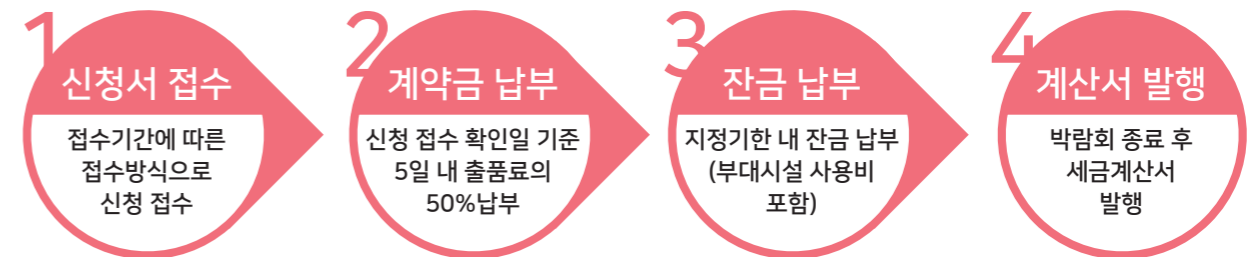 1
신청서 접수
접수기간에 따른
접수방식으로
신청 접수
2
계약금 납부
신청 접수 확인일 기준
5일 내 출품료의
50%납부
3
잔금 납부
지정기한 내 잔금 납부
(부대시설 사용비
포함)
4
계산서 발행
박람회 종료 후
세금계산서
발행